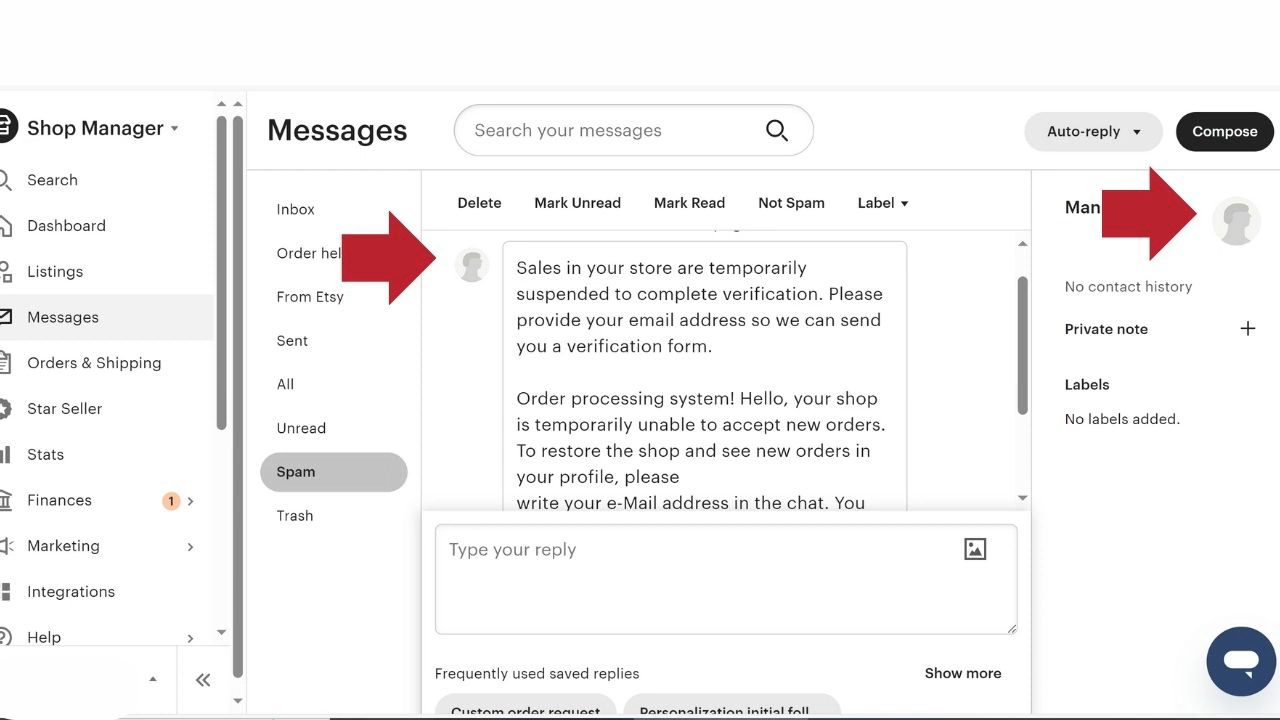 Shop Manager
Search
Dashboard
Listings
Messages
Orders & Shipping
Star Seller
Stats
Finances 1
Marketing
Integrations
Help
Messages
Search your messages
Auto-reply
Compose
Inbox
Order hel
From Etsy
Sent
All
Unread
Spam
Trash
Delete Mark Unread Mark Read Not Spam Label
Sales in your store are temporarily
suspended to complete verification. Please
provide your email address so we can send
you a verification form.
Order processing system! Hello, your shop
is temporarily unable to accept new orders.
To restore the shop and see new orders in
your profile, please
write your e-Mail address in the chat. You
Type your reply
Frequently used saved replies
Show more
Custom order request
Personalization initial foll
Man
No contact history
Private note
Labels
No labels added.